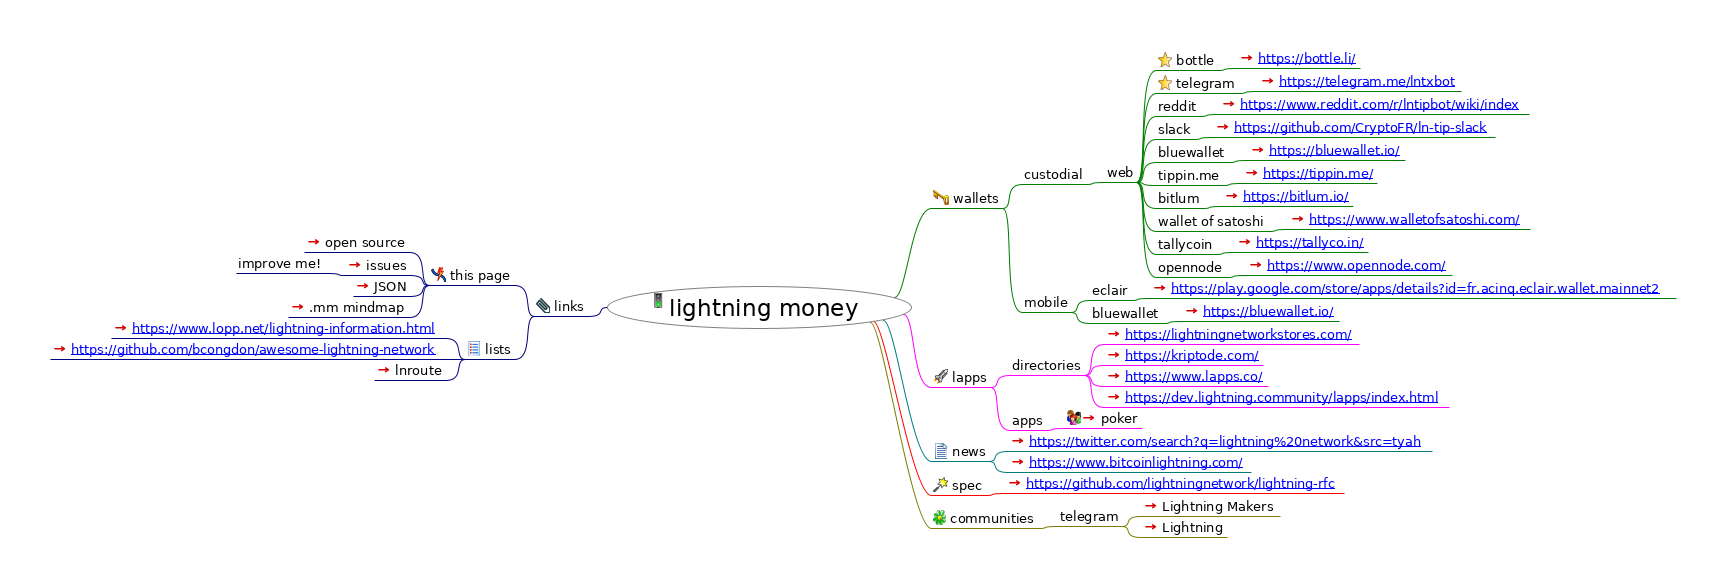 lightning money
wallets
custodial
web
bottle
https://bottle.li/
telegram
https://telegram.me/lntxbot
reddit
https://www.reddit.com/r/lntipbot/wiki/index
slack
https://github.com/CryptoFR/ln-tip-slack
bluewallet
https://bluewallet.io/
tippin.me
https://tippin.me/
bitlum
https://bitlum.io/
wallet of satoshi
https://www.walletofsatoshi.com/
tallycoin
https://tallyco.in/
opennode
https://www.opennode.com/
mobile
eclair
https://play.google.com/store/apps/details?id=fr.acinq.eclair.wallet.mainnet2
bluewallet
https://bluewallet.io/
lapps
directories
https://lightningnetworkstores.com/
https://kriptode.com/
https://www.lapps.co/
https://dev.lightning.community/lapps/index.html
apps
poker
news
https://twitter.com/search?q=lightning%20network&src=tyah
https://www.bitcoinlightning.com/
spec
https://github.com/lightningnetwork/lightning-rfc
communities
telegram
Lightning Makers
Lightning
links
this page
open source
issues
improve me!
JSON
.mm mindmap
lists
https://www.lopp.net/lightning-information.html
https://github.com/bcongdon/awesome-lightning-network
lnroute